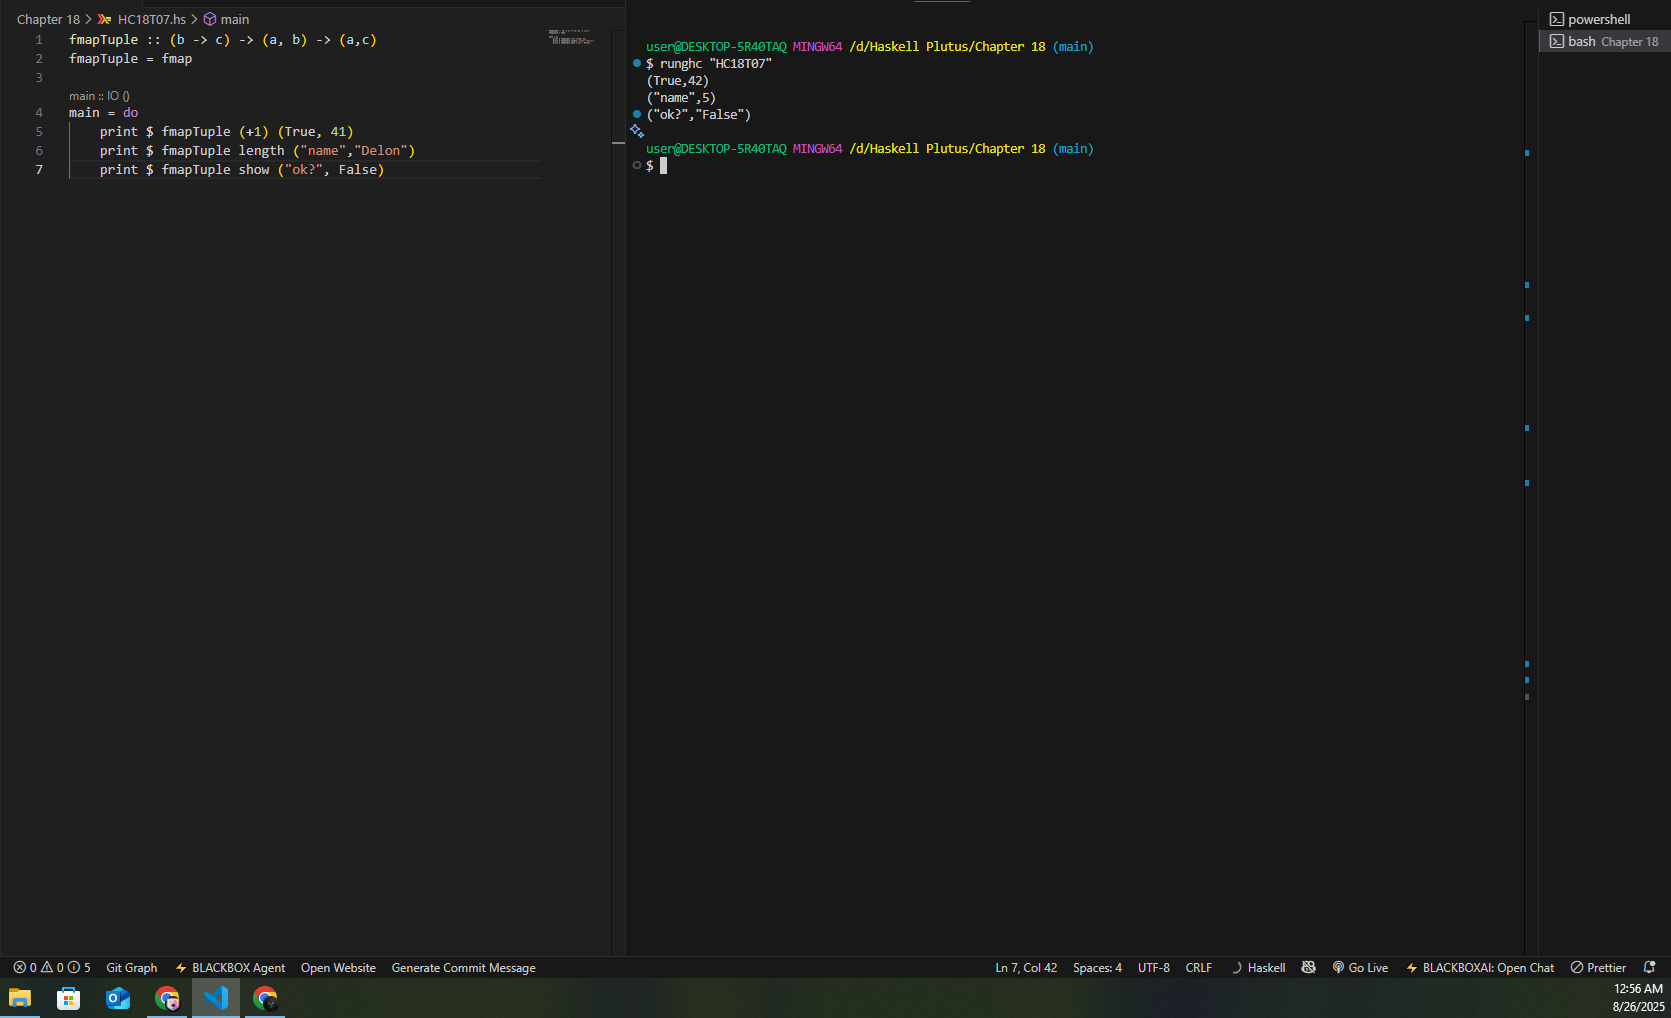 Chapter 18 > HC18T07.hs > main
1 fmapTuple :: (b -> c) -> (a, b) -> (a,c)
2 fmapTuple = fmap
3
main :: IO ()
4 main = do
5 print $ fmapTuple (+1) (True, 41)
6 print $ fmapTuple length ("name","Delon")
7 print $ fmapTuple show ("ok?", False)
user@DESKTOP-5R40TAQ MINGW64 /d/Haskell Plutus/Chapter 18 (main)
$ runghc "HC18T07"
(True,42)
("name",5)
("ok?","False")
user@DESKTOP-5R40TAQ MINGW64 /d/Haskell Plutus/Chapter 18 (main)
$
powershell
bash Chapter 18
0 0 5 Git Graph BLACKBOX Agent Open Website Generate Commit Message
Ln 7, Col 42 Spaces: 4 UTF-8 CRLF Haskell Go Live BLACKBOXAI: Open Chat Prettier
12:56 AM
8/26/2025